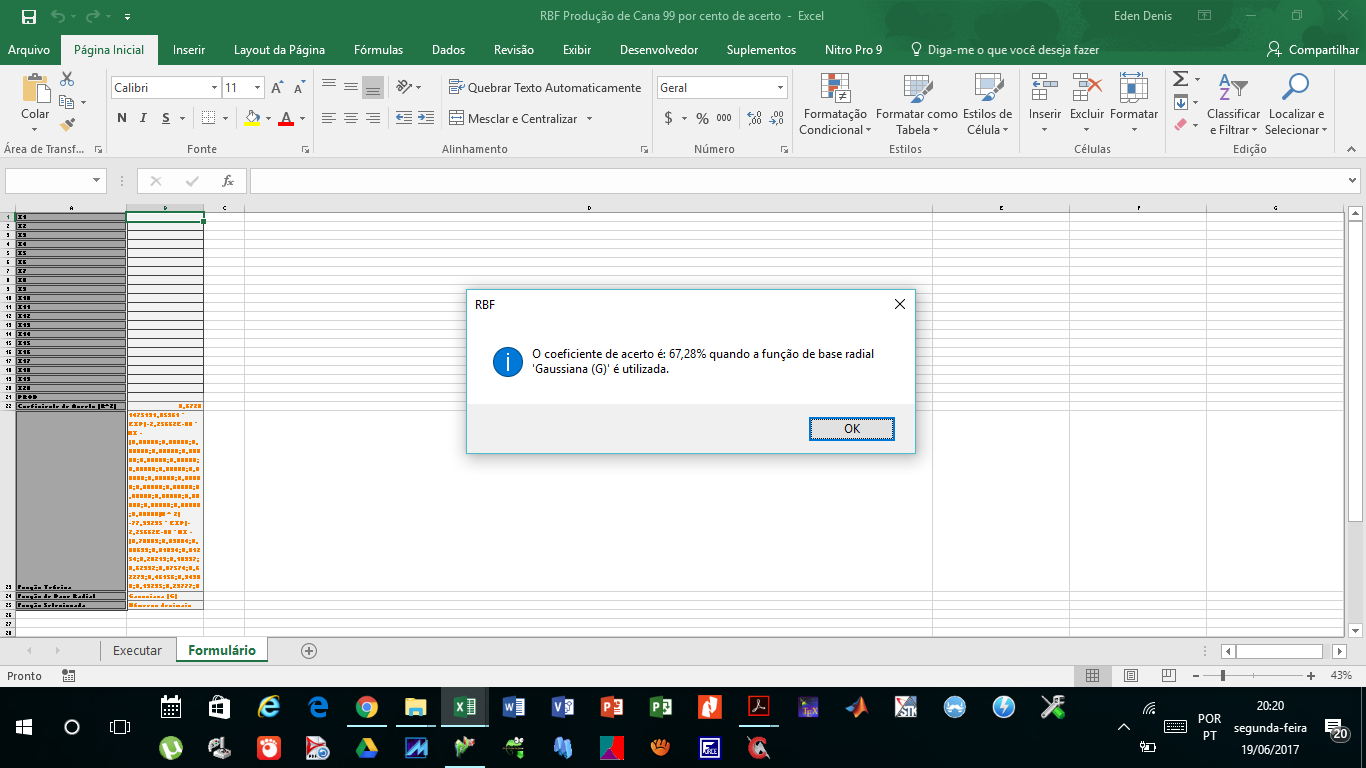 RBF Produção de Cana 99 por cento de acerto - Excel
Eden Denis
Arquivo
Página Inicial
Inserir
Layout da Página
Fórmulas
Dados
Revisão
Exibir
Desenvolvedor
Suplementos
Nitro Pro 9
Diga-me o que você deseja fazer
Compartilhar
Colar
Calibri
11
N I S
Quebrar Texto Automaticamente
Mesclar e Centralizar
Geral
$ % 000
Formatação Condicional
Formatar como Tabela
Estilos de Célula
Inserir
Excluir
Formatar
Classificar e Filtrar
Localizar e Selecionar
Área de Transf...
Fonte
Alinhamento
Número
Estilos
Células
Edição
fx
A B C D E F G
1 X1
2 X2
3 X3
4 X4
5 X5
6 X6
7 X7
8 X8
9 X9
10 X10
11 X11
12 X12
13 X13
14 X14
15 X15
16 X16
17 X17
18 X18
19 X19
20 X20
21 PROD
22 Coeficiente de Acerto (R^2) 0,6728
23 Função Teórica
24 Função de Base Radial Gaussiana (G)
25 Função Selecionada Números decimais
26
27
28
RBF
O coeficiente de acerto é: 67,28% quando a função de base radial
'Gaussiana (G)' é utilizada.
OK
Executar
Formulário
Pronto
43%
POR
PT
20:20
segunda-feira
19/06/2017
20